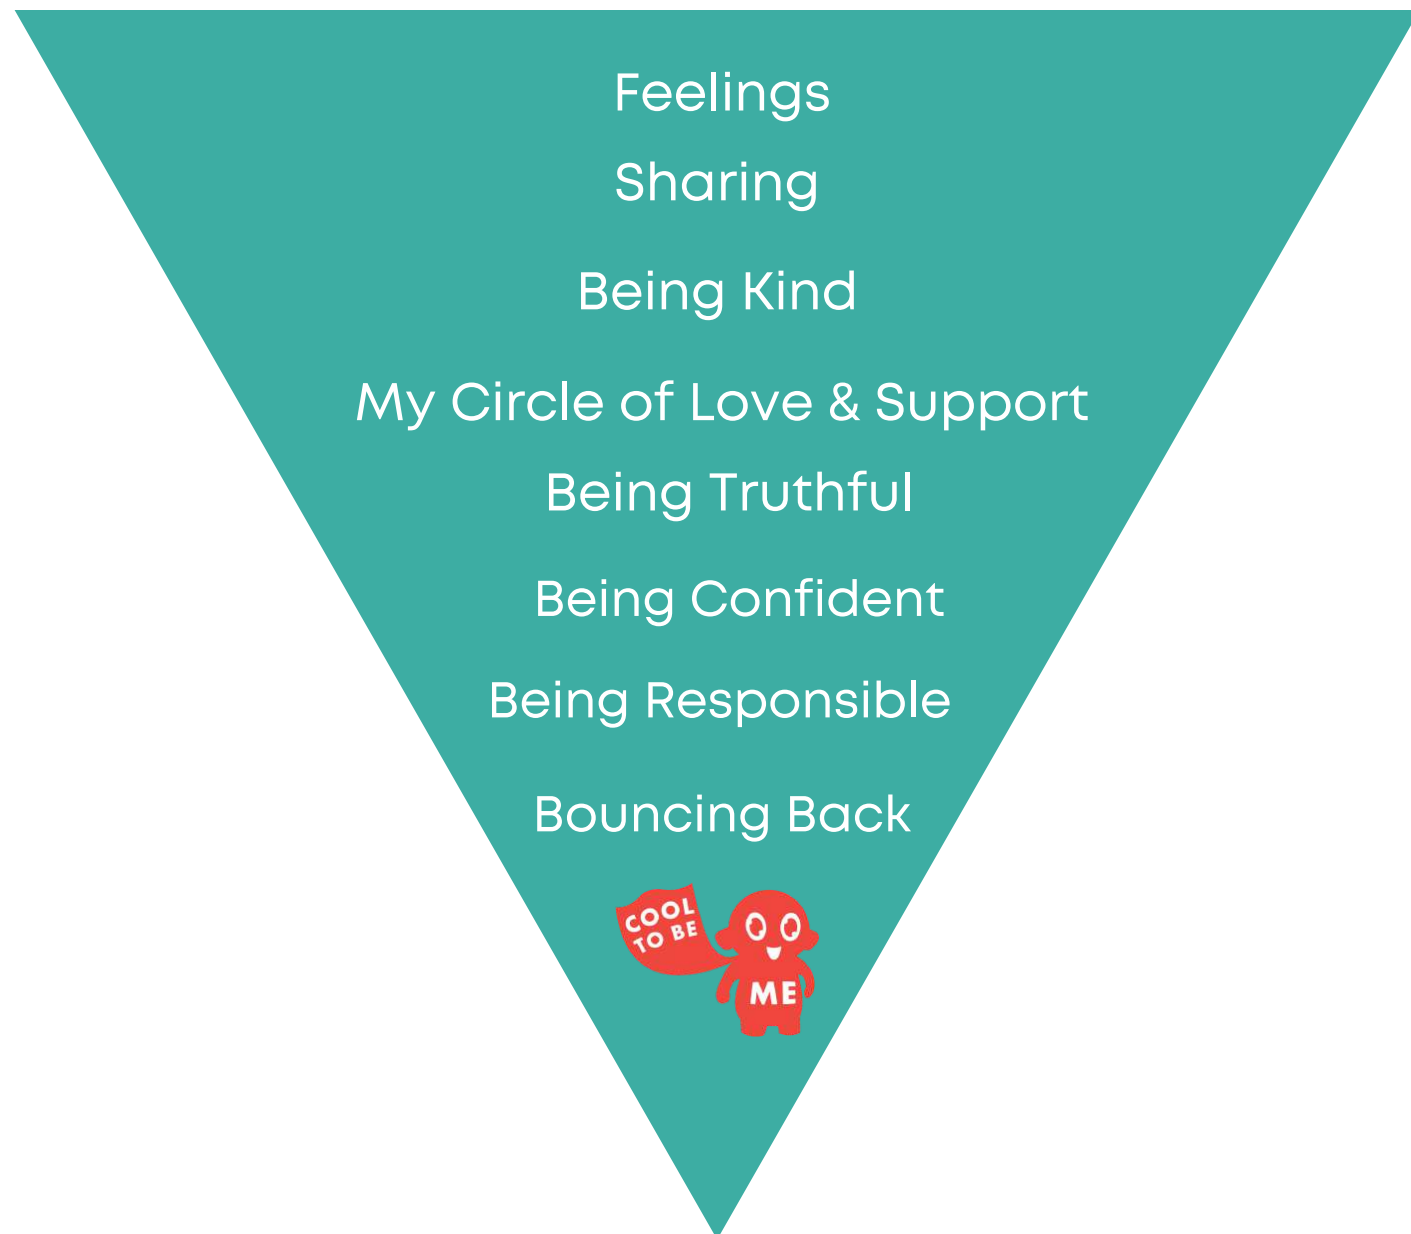 Feelings
Sharing
Being Kind
My Circle of Love & Support
Being Truthful
Being Confident
Being Responsible
Bouncing Back
COOL
TO BE
ME